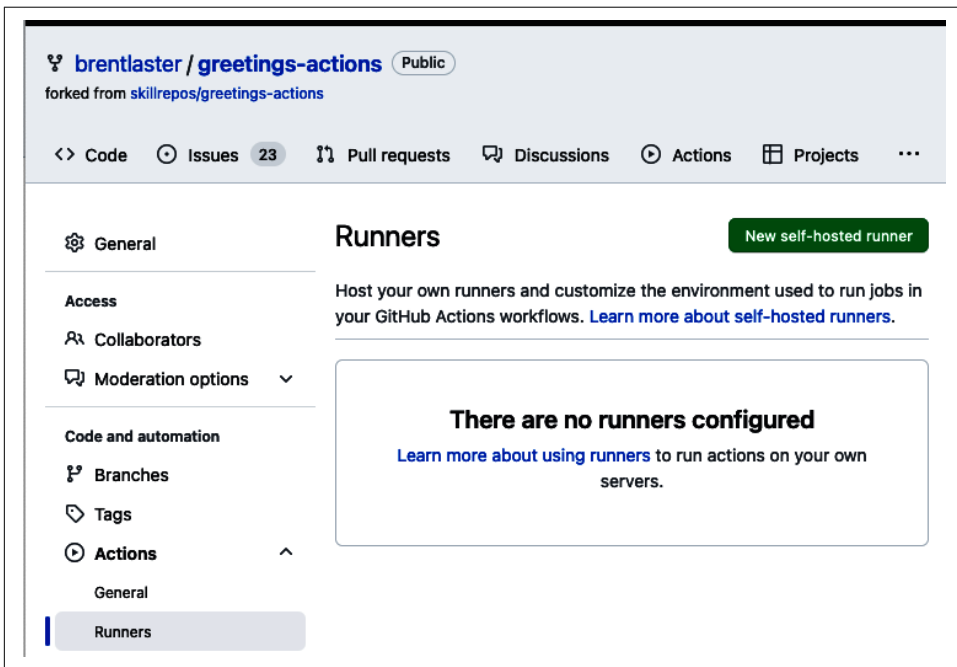 brentlaster / greetings-actions Public
forked from skillrepos/greetings-actions
<> Code Issues 23 Pull requests Discussions Actions Projects ...
General
Access
Collaborators
Moderation options
Code and automation
Branches
Tags
Actions
General
Runners
Runners
New self-hosted runner
Host your own runners and customize the environment used to run jobs in
your GitHub Actions workflows. Learn more about self-hosted runners.
There are no runners configured
Learn more about using runners to run actions on your own
servers.